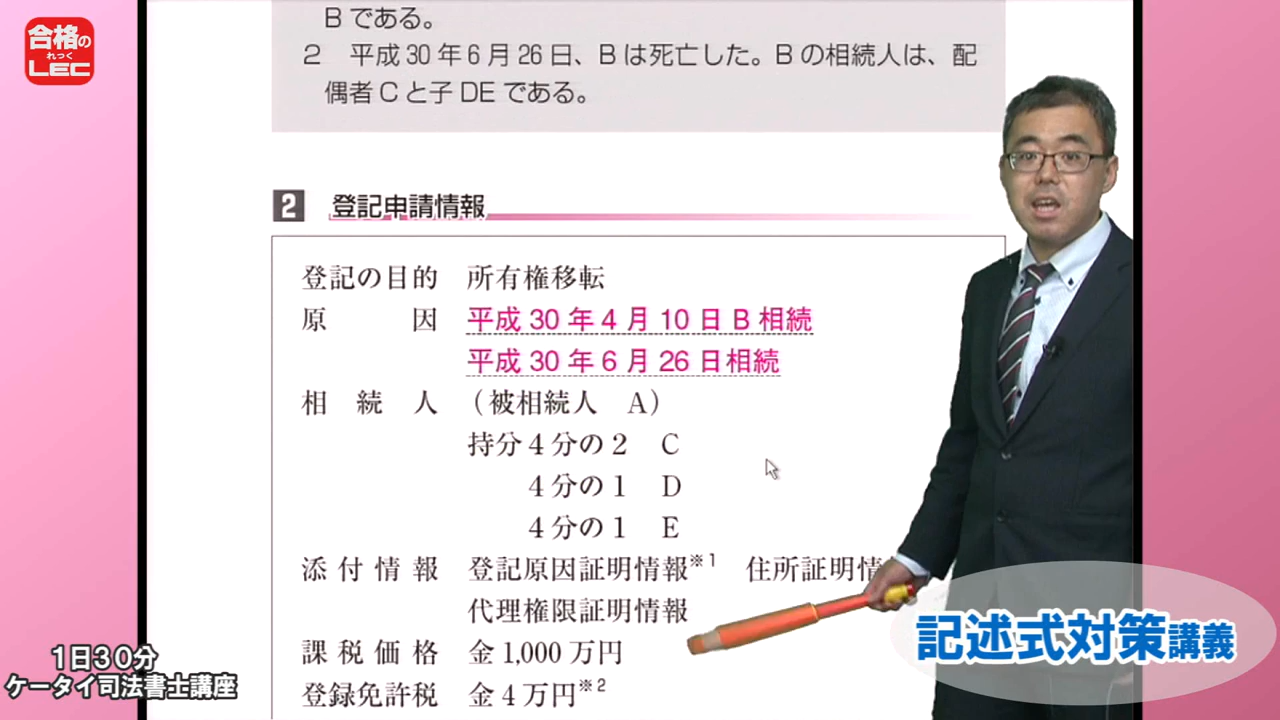 合格の
れっく
LEC
Bである。
2　平成30年6月26日、Bは死亡した。Bの相続人は、配
偶者Cと子DEである。
2　登記申請情報
登記の目的　所有権移転
原　　　因　平成30年4月10日B相続
平成30年6月26日相続
相　続　人　（被相続人　A）
持分4分の2　C
4分の1　D
4分の1　E
添付情報　登記原因証明情報※1　住所証明情
代理権限証明情報
課税価格　金1,000万円
登録免許税　金4万円※2
記述式対策講義
1日30分
ケータイ司法書士講座